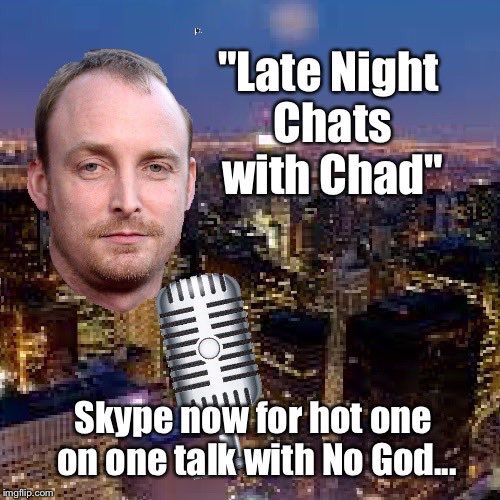 "Late Night
Chats
with Chad"
Skype now for hot one
on one talk with No God...
imgflip.com